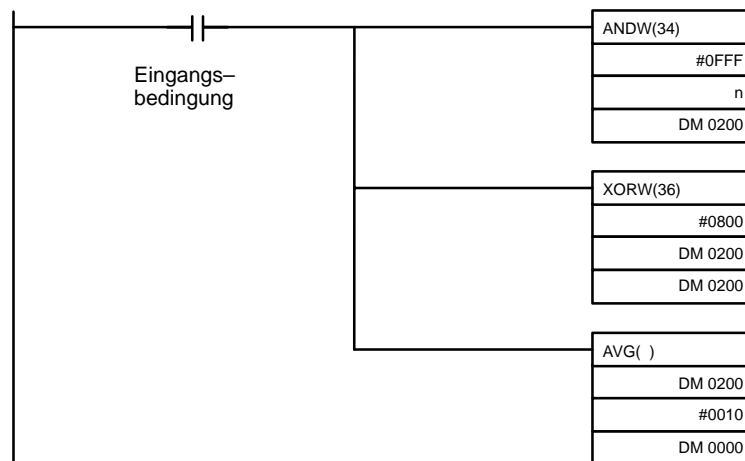 ANDW(34)
#0FFF
n
DM 0200
Eingangs–
bedingung
XORW(36)
#0800
DM 0200
DM 0200
AVG( )
DM 0200
#0010
DM 0000